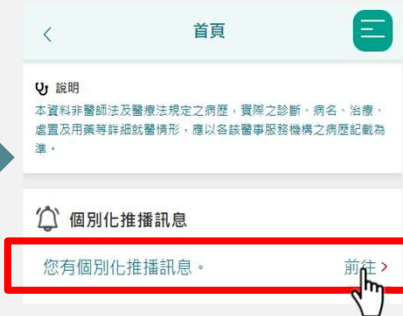 首頁
說明
本資料非醫師法及醫療法規定之病歷，實際之診斷、病名、治療、
處置及用藥等詳細就醫情形，應以各該醫事服務機構之病歷記載為
準。
個別化推播訊息
您有個別化推播訊息。 前往>